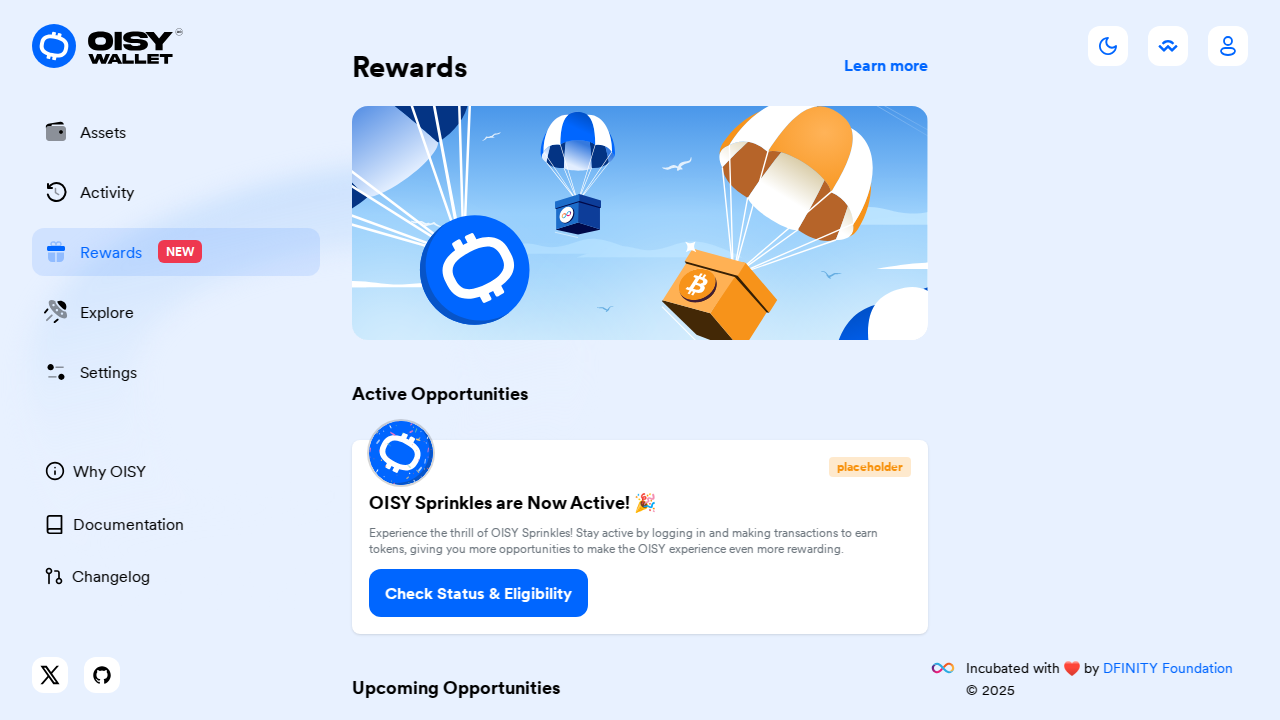 OISY
WALLET
Assets
Activity
Rewards NEW
Explore
Settings
Why OISY
Documentation
Changelog
Rewards
Learn more
Active Opportunities
placeholder
OISY Sprinkles are Now Active! 🎉
Experience the thrill of OISY Sprinkles! Stay active by logging in and making transactions to earn
tokens, giving you more opportunities to make the OISY experience even more rewarding.
Check Status & Eligibility
Upcoming Opportunities
Incubated with ❤️ by DFINITY Foundation
© 2025